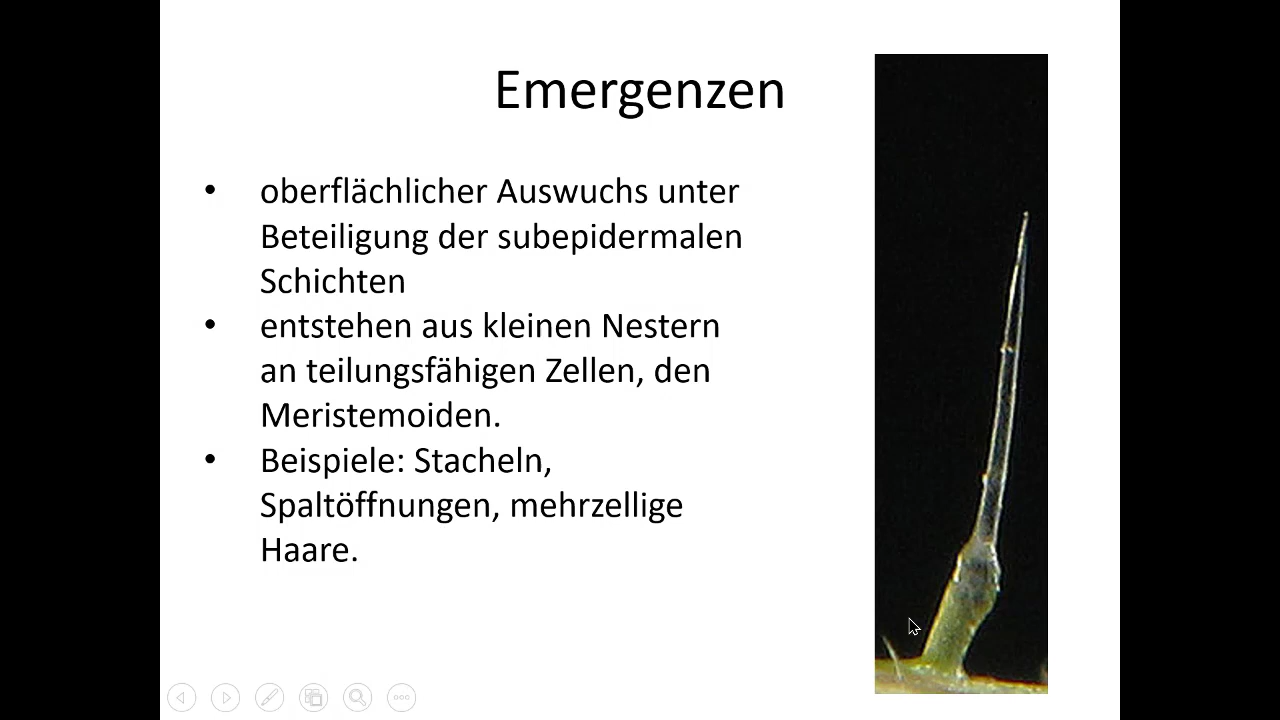 Emergenzen
• oberflächlicher Auswuchs unter
Beteiligung der subepidermalen
Schichten
• entstehen aus kleinen Nestern
an teilungsfähigen Zellen, den
Meristemoiden.
• Beispiele: Stacheln,
Spaltöffnungen, mehrzellige
Haare.